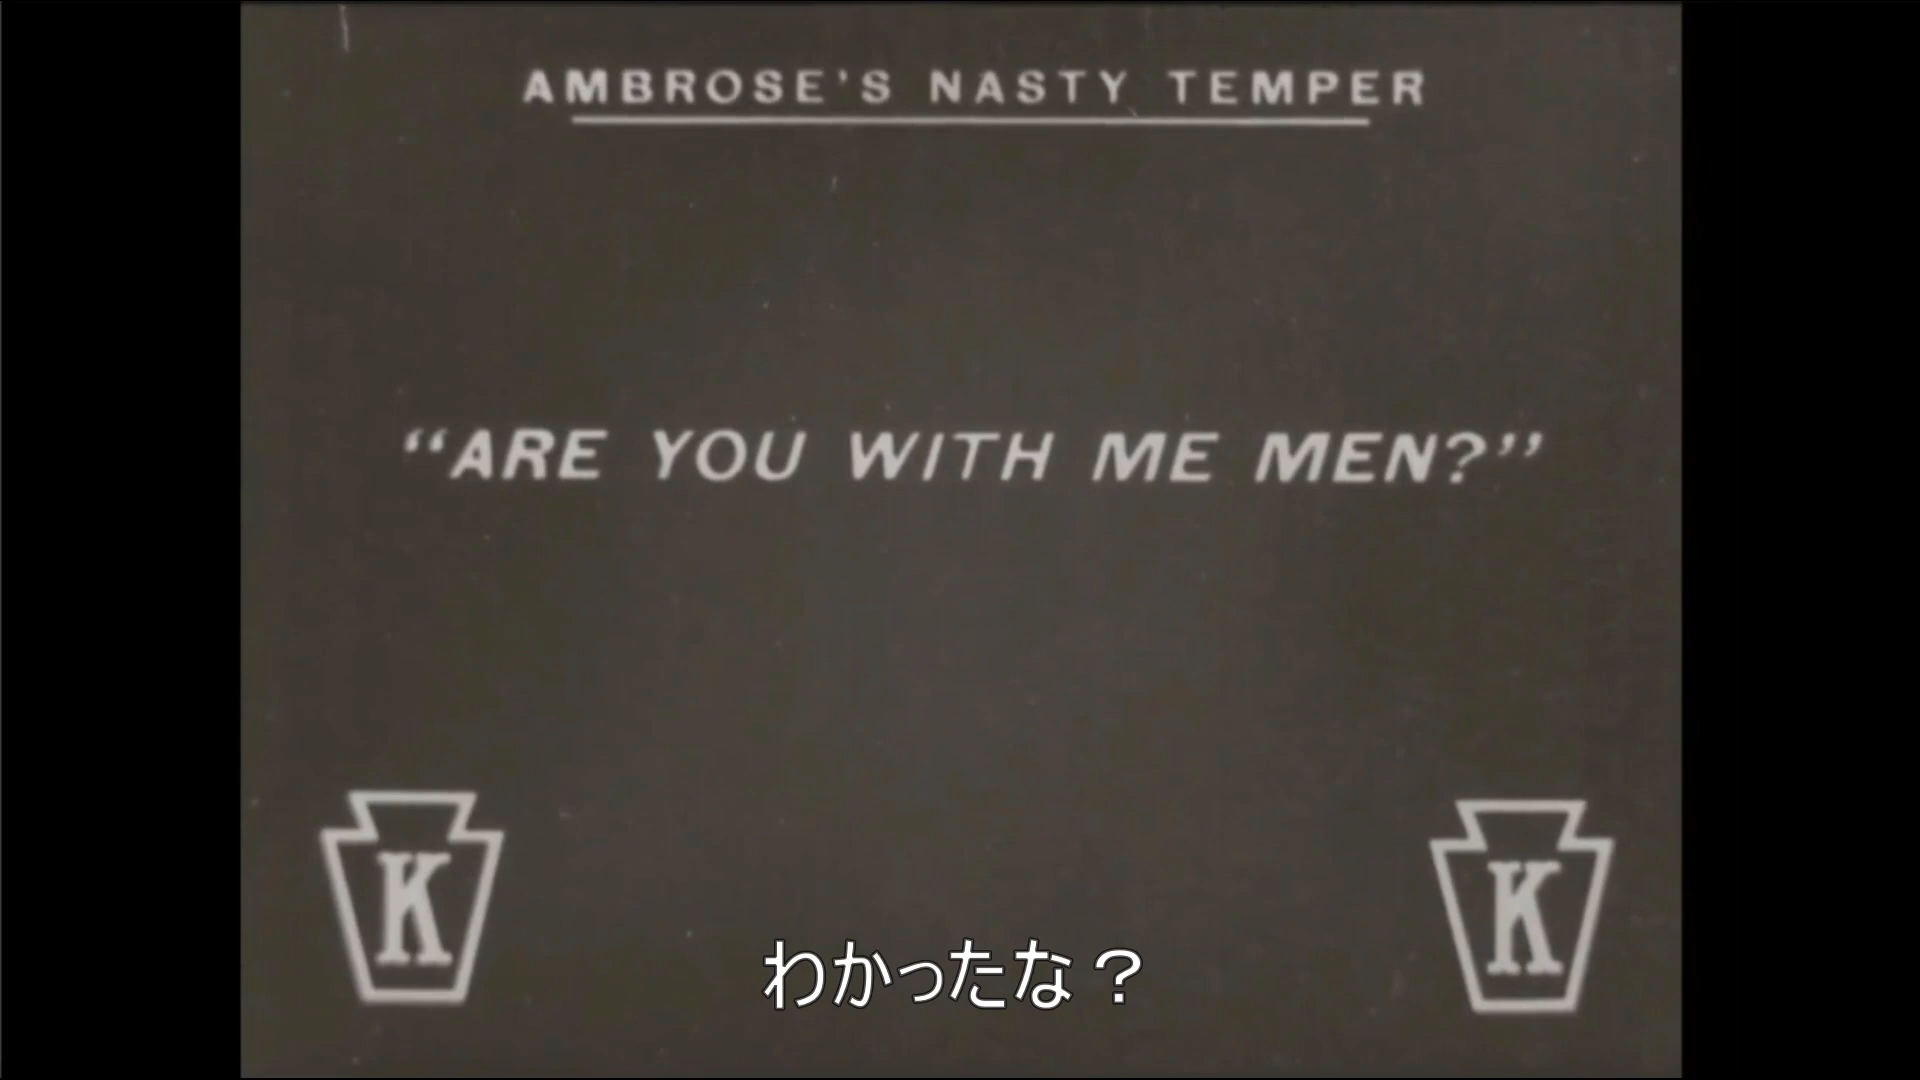 AMBROSE'S NASTY TEMPER
“ARE YOU WITH ME MEN?”
K
K
わかったな？